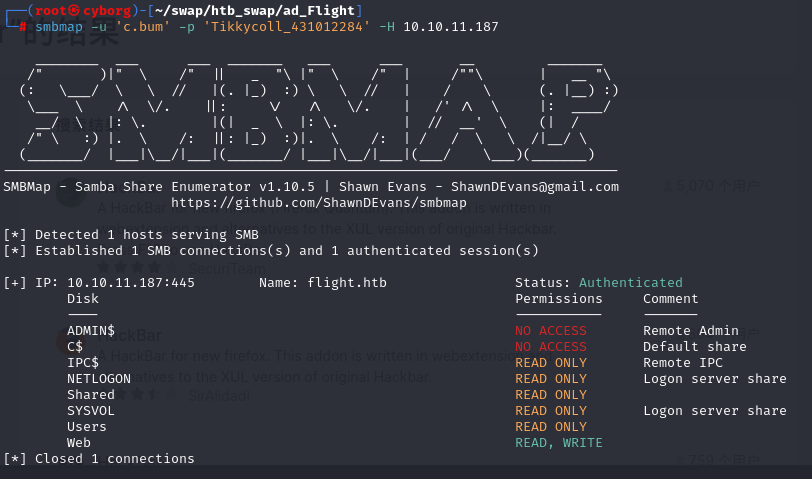 ┌──(root㉿cyborg)-[~/swap/htb_swap/ad_Flight]
└─# smbmap -u 'c.bum' -p 'Tikkycoll_431012284' -H 10.10.11.187
SMBMap - Samba Share Enumerator v1.10.5 | Shawn Evans - ShawnDEvans@gmail.com
https://github.com/ShawnDEvans/smbmap
[*] Detected 1 hosts serving SMB
[*] Established 1 SMB connections(s) and 1 authenticated session(s)
[+] IP: 10.10.11.187:445 Name: flight.htb Status: Authenticated
Disk Permissions Comment
---- ----------- -------
ADMIN$ NO ACCESS Remote Admin
C$ NO ACCESS Default share
IPC$ READ ONLY Remote IPC
NETLOGON READ ONLY Logon server share
Shared READ ONLY
SYSVOL READ ONLY Logon server share
Users READ ONLY
Web READ, WRITE
[*] Closed 1 connections